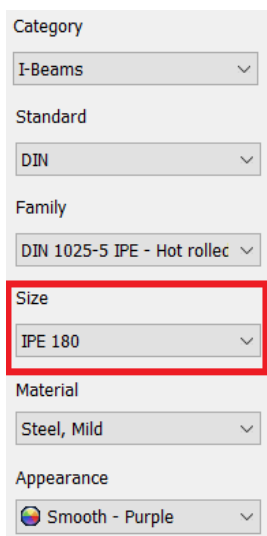 Category
I-Beams
Standard
DIN
Family
DIN 1025-5 IPE - Hot rollec
Size
IPE 180
Material
Steel, Mild
Appearance
Smooth - Purple